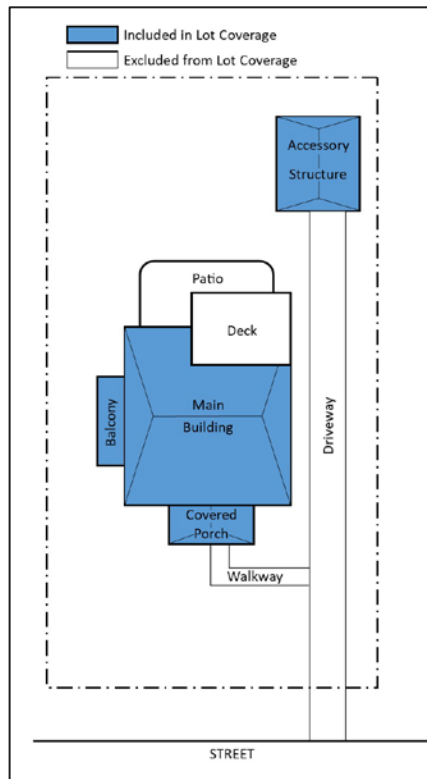 Included in Lot Coverage
Excluded from Lot Coverage
Accessory
Structure
Patio
Deck
Balcony
Main
Building
Driveway
Covered
Porch
Walkway
STREET